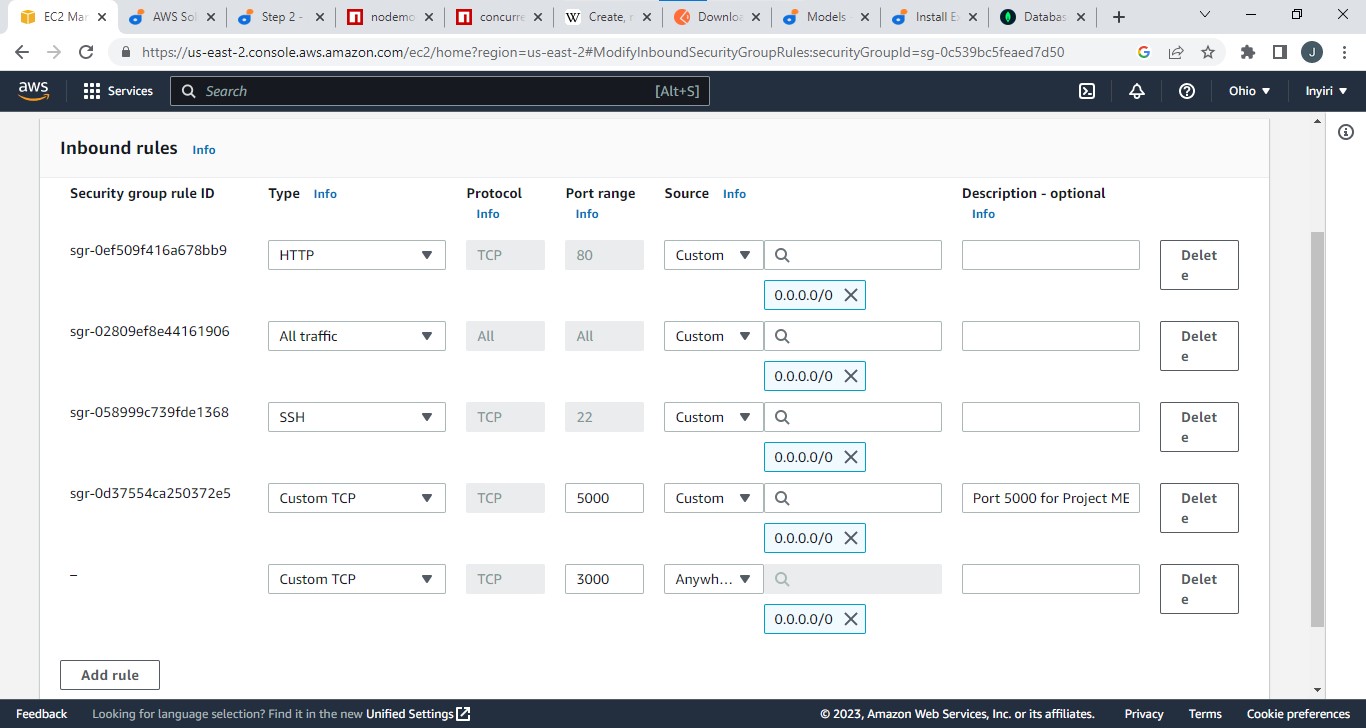 EC2 Mar
AWS Sol
Step 2 -
nodemo
concurre
Create, r
Downloa
Models
Install Ex
Databas
https://us-east-2.console.aws.amazon.com/ec2/home?region=us-east-2#ModifyInboundSecurityGroupRules:securityGroupId=sg-0c539bc5feaed7d50
J
aws
Services
Search
[Alt+S]
Ohio
Inyiri
Inbound rules Info
Security group rule ID
Type Info
Protocol
Info
Port range
Info
Source Info
Description - optional
Info
sgr-0ef509f416a678bb9
HTTP
TCP
80
Custom
0.0.0.0/0
Delet
e
sgr-02809ef8e44161906
All traffic
All
All
Custom
0.0.0.0/0
Delet
e
sgr-058999c739fde1368
SSH
TCP
22
Custom
0.0.0.0/0
Delet
e
sgr-0d37554ca250372e5
Custom TCP
TCP
5000
Custom
0.0.0.0/0
Port 5000 for Project ME
Delet
e
–
Custom TCP
TCP
3000
Anywh...
0.0.0.0/0
Delet
e
Add rule
Feedback
Looking for language selection? Find it in the new Unified Settings
© 2023, Amazon Web Services, Inc. or its affiliates.
Privacy
Terms
Cookie preferences